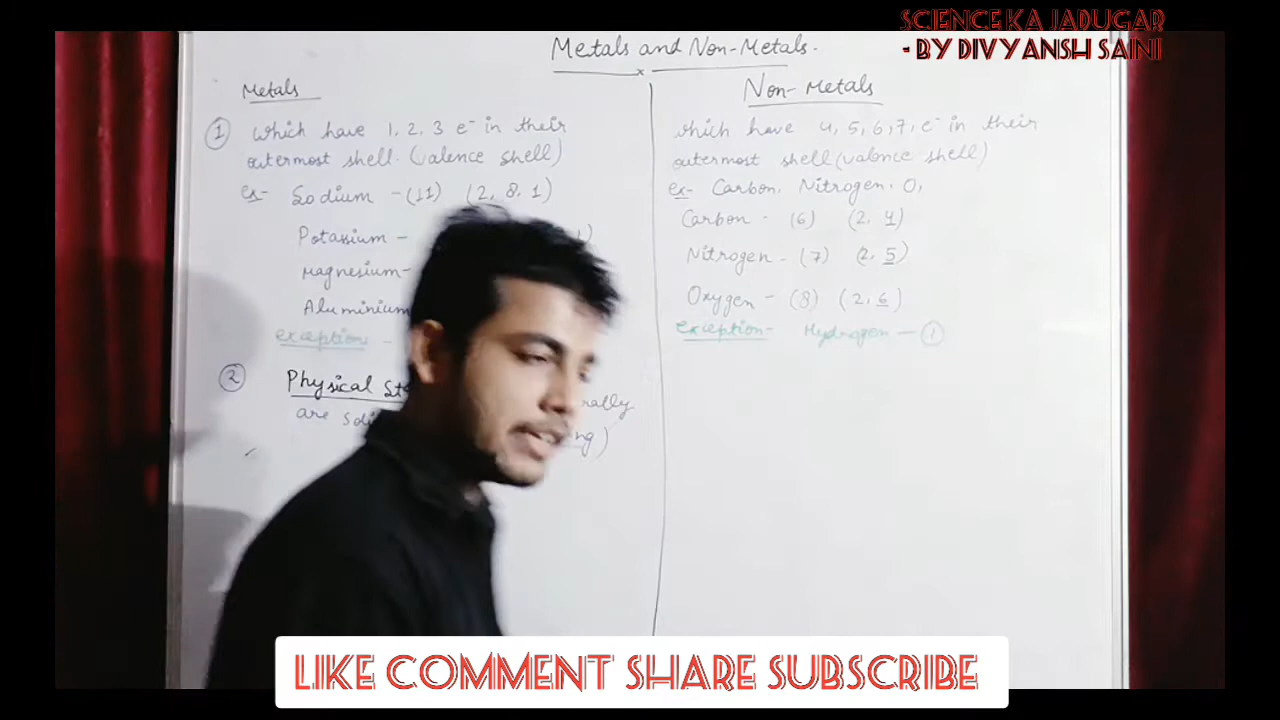 SCIENCE KA JADUGAR
- BY DIVYANSH SAINI
Metals and Non-Metals.
Metals
① which have 1, 2, 3 e⁻ in their
outermost shell. (valence shell)
ex- Sodium - (11) (2, 8, 1)
Potassium -
Magnesium-
Aluminium
exception -
② Physical
are
Non-Metals
which have 4, 5, 6, 7, e⁻ in their
outermost shell (valence shell)
ex- Carbon, Nitrogen, O,
Carbon - (6) (2, 4)
Nitrogen - (7) (2, 5)
Oxygen - (8) (2, 6)
exception- Hydrogen - ①
LIKE COMMENT SHARE SUBSCRIBE